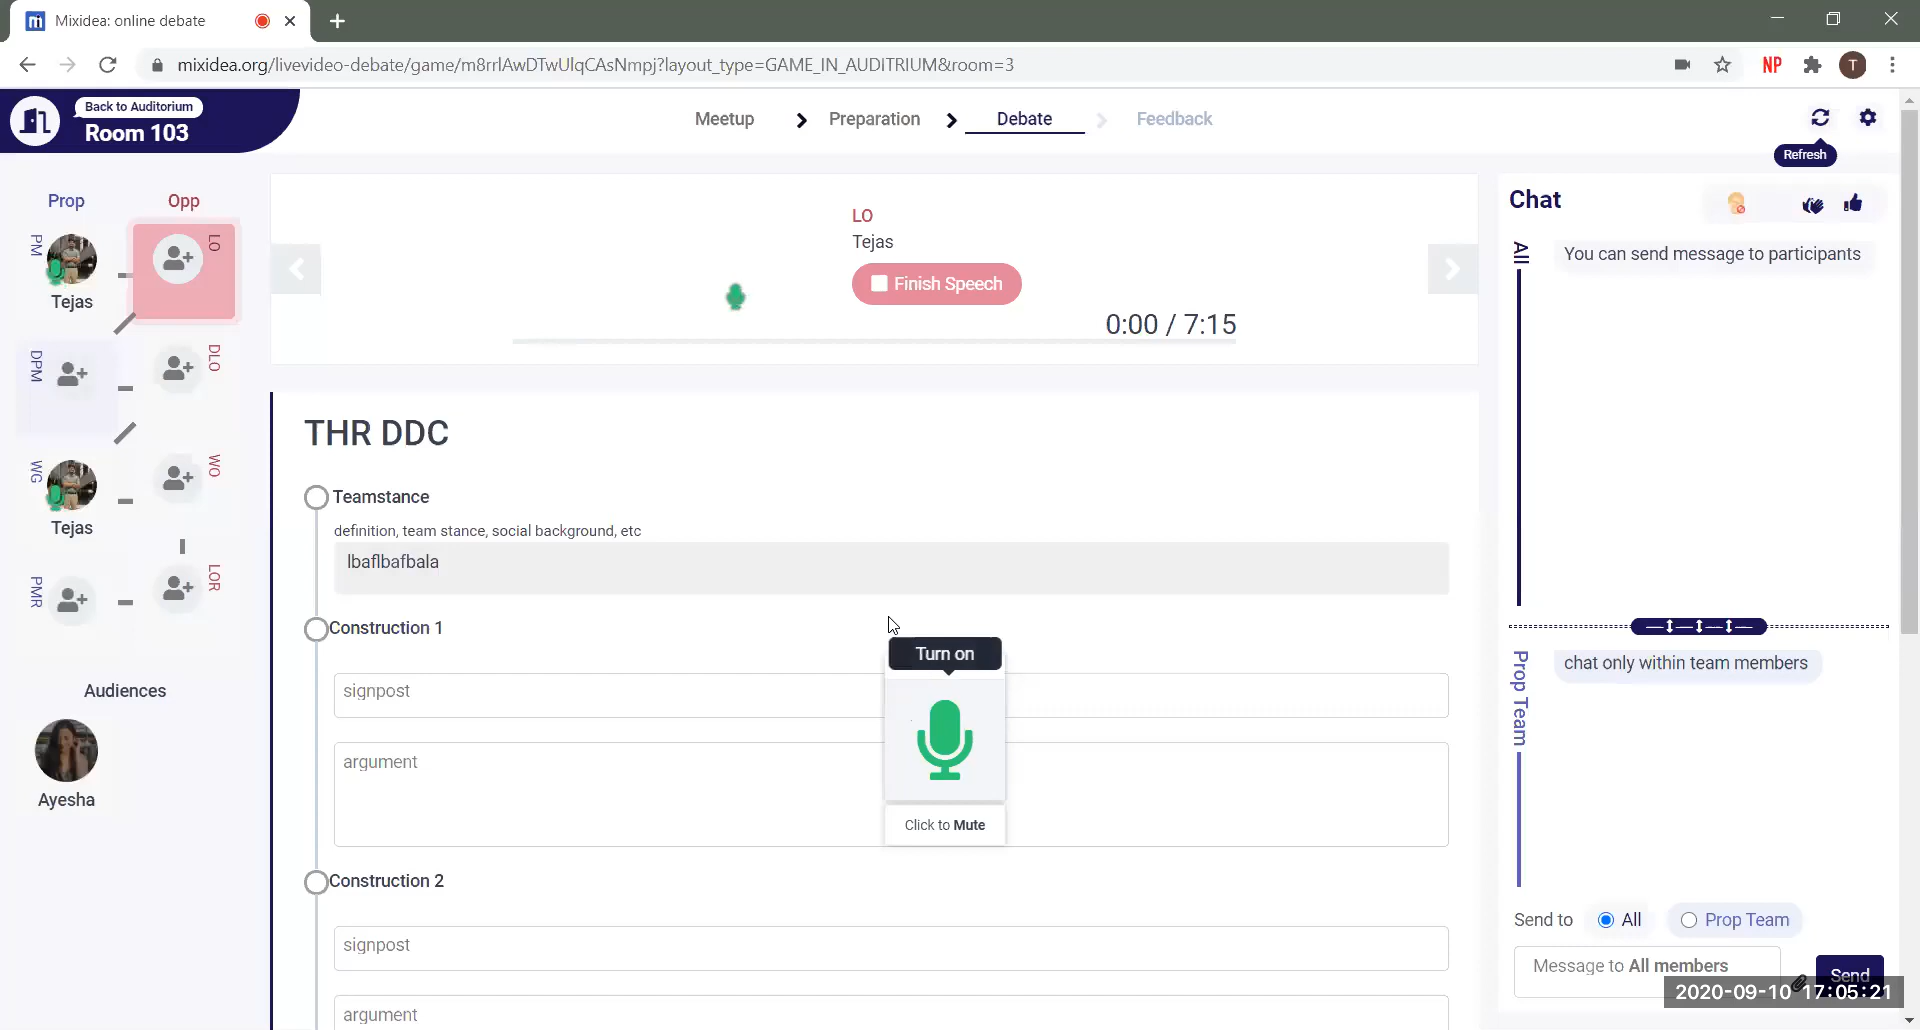 Mixidea: online debate
mixidea.org/livevideo-debate/game/m8rrlAwDTwUlqCAsNmpj?layout_type=GAME_IN_AUDITRIUM&room=3
NP
T
Back to Auditorium
Room 103
Meetup
Preparation
Debate
Feedback
Refresh
Prop
Opp
PM
Tejas
LO
DPM
DLO
WG
Tejas
WO
PMR
LOR
Audiences
Ayesha
LO
Tejas
Finish Speech
0:00 / 7:15
THR DDC
Teamstance
definition, team stance, social background, etc
lbaflbafbala
Construction 1
signpost
argument
Turn on
Click to Mute
Construction 2
signpost
argument
Chat
All
You can send message to participants
Prop Team
chat only within team members
Send to
All
Prop Team
Message to All members
Send
2020-09-10 17:05:21